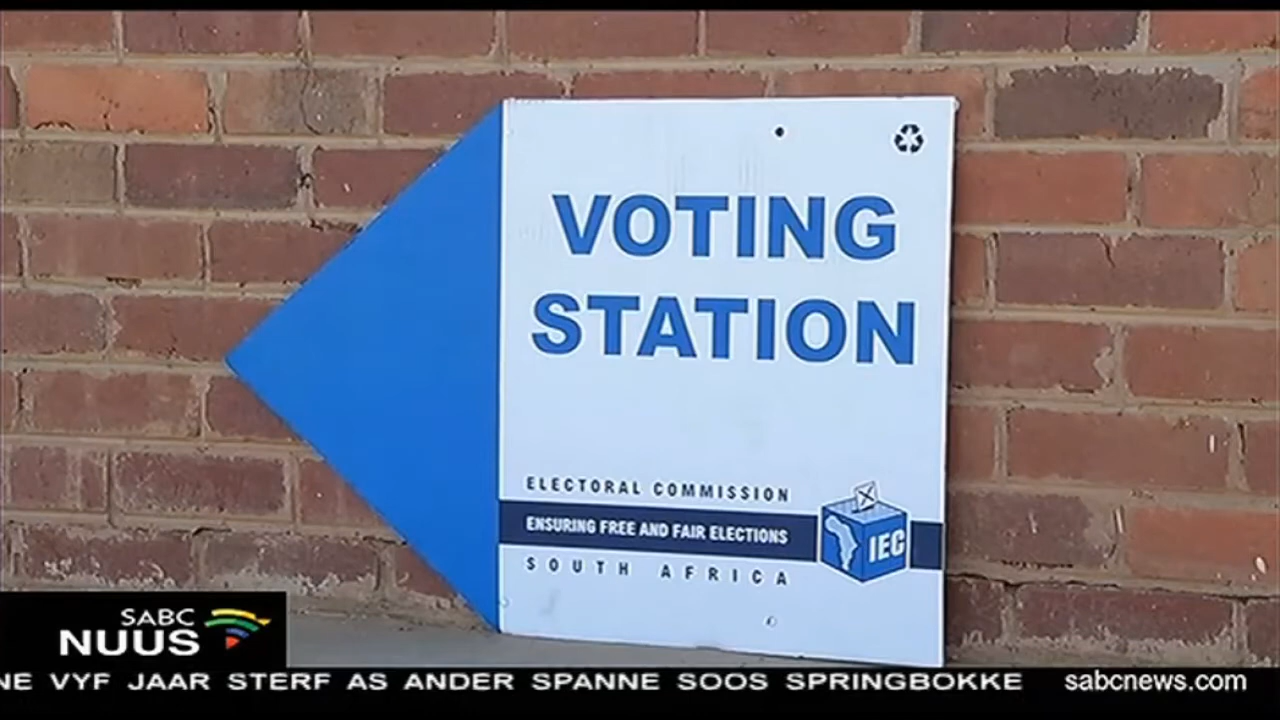 VOTING
STATION
ELECTORAL COMMISSION
ENSURING FREE AND FAIR ELECTIONS
IEC
SOUTH AFRICA
SABC
NUUS
NE VYF JAAR STERF AS ANDER SPANNE SOOS SPRINGBOKKE
sabcnews.com